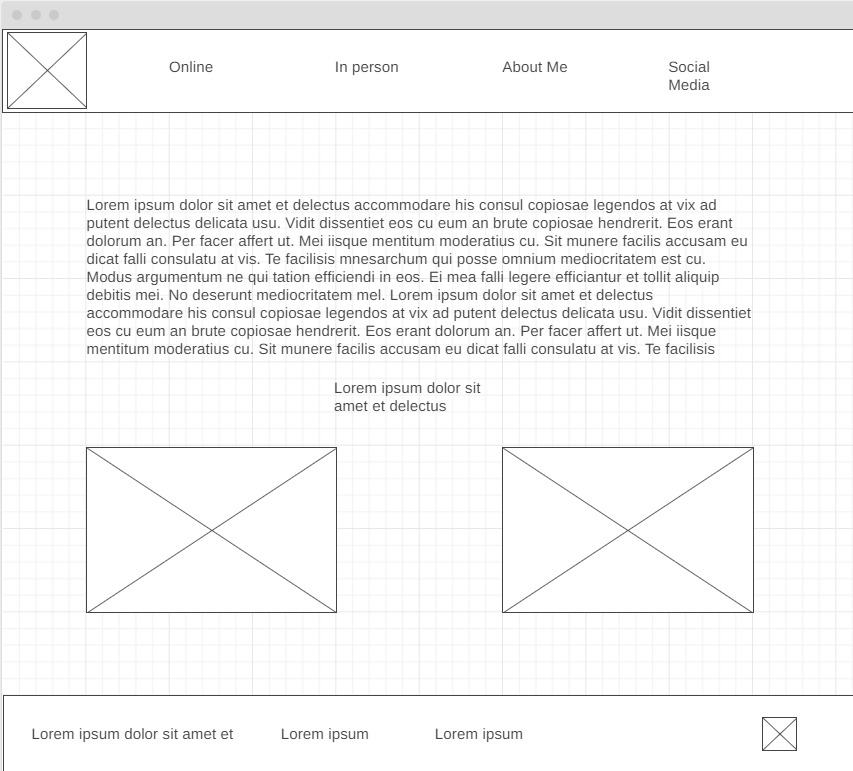 Online
In person
About Me
Social
Media
Lorem ipsum dolor sit amet et delectus accommodare his consul copiosae legendos at vix ad
putent delectus delicata usu. Vidit dissentiet eos cu eum an brute copiosae hendrerit. Eos erant
dolorum an. Per facer affert ut. Mei iisque mentitum moderatius cu. Sit munere facilis accusam eu
dicat falli consulatu at vis. Te facilisis mnesarchum qui posse omnium mediocritatem est cu.
Modus argumentum ne qui tation efficiendi in eos. Ei mea falli legere efficiantur et tollit aliquip
debitis mei. No deserunt mediocritatem mel. Lorem ipsum dolor sit amet et delectus
accommodare his consul copiosae legendos at vix ad putent delectus delicata usu. Vidit dissentiet
eos cu eum an brute copiosae hendrerit. Eos erant dolorum an. Per facer affert ut. Mei iisque
mentitum moderatius cu. Sit munere facilis accusam eu dicat falli consulatu at vis. Te facilisis
Lorem ipsum dolor sit
amet et delectus
Lorem ipsum dolor sit amet et
Lorem ipsum
Lorem ipsum